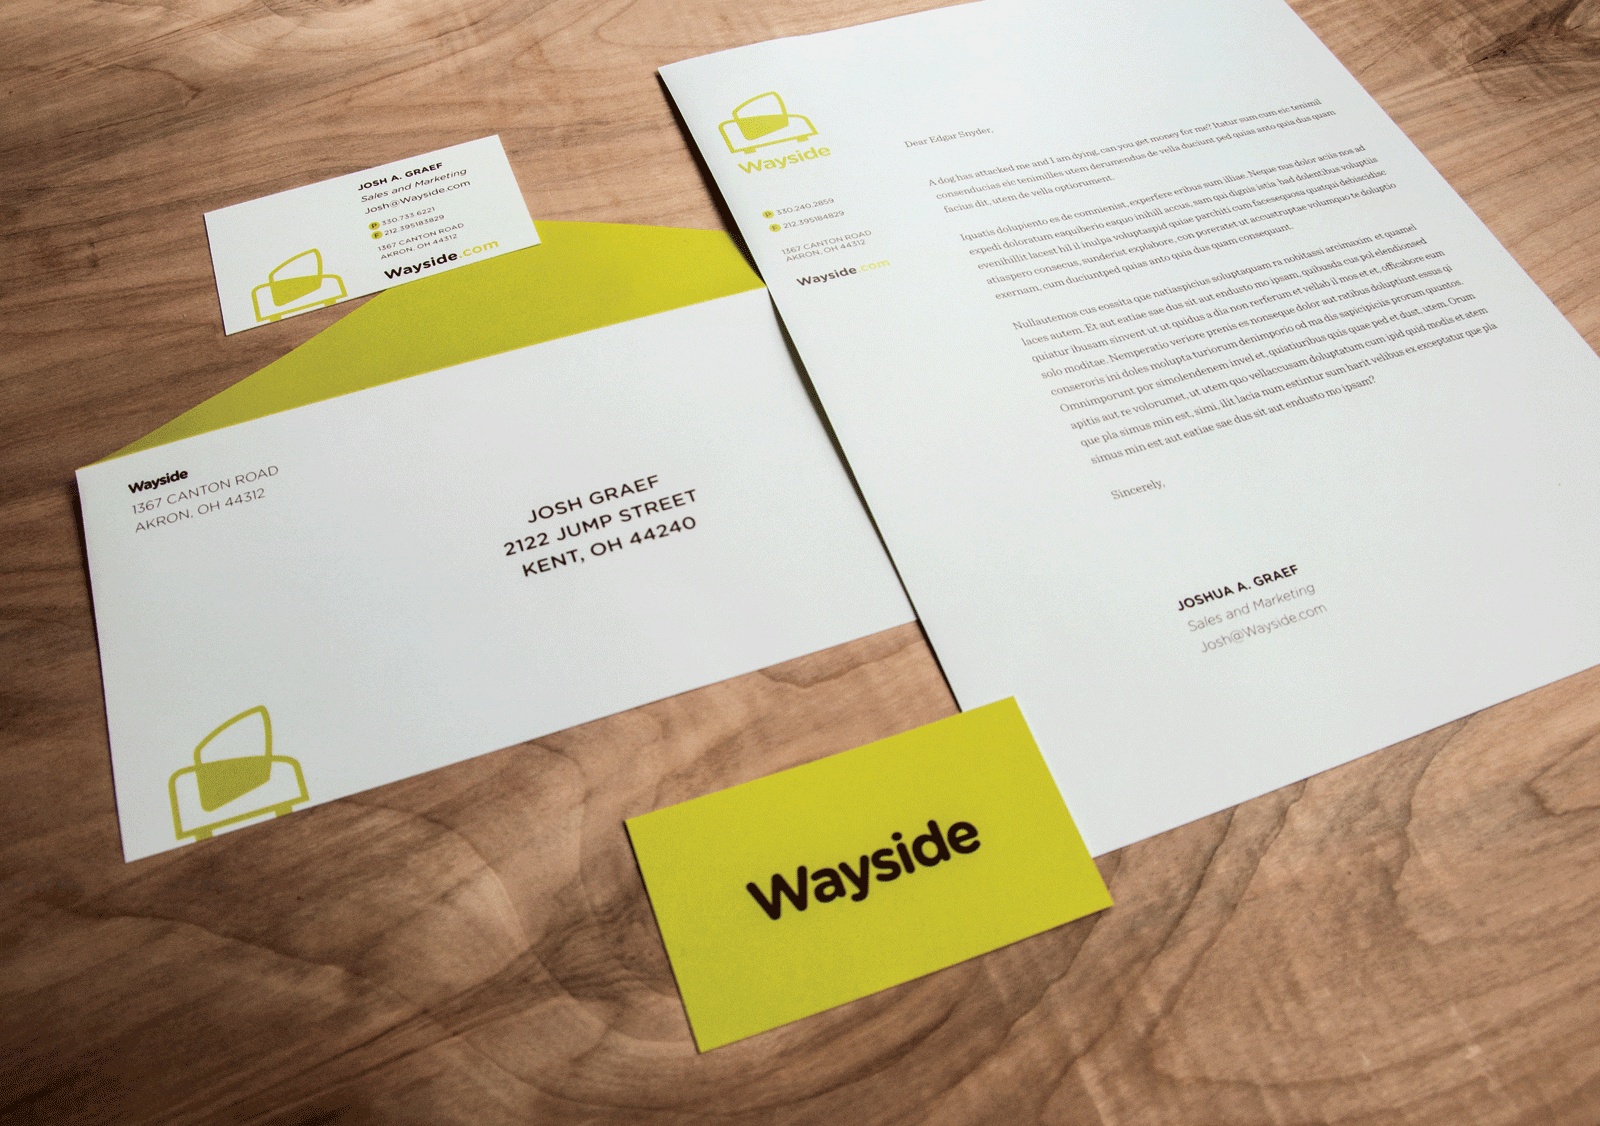 JOSH A. GRAEF
Sales and Marketing
Josh@Wayside.com
P 330.733.6221
F 212.395183829
1367 CANTON ROAD
AKRON, OH 44312
Wayside.com
Wayside
1367 CANTON ROAD
AKRON, OH 44312
JOSH GRAEF
2122 JUMP STREET
KENT, OH 44240
Wayside
P 330.240.2859
F 212.395184829
1367 CANTON ROAD
AKRON, OH 44312
Wayside.com
Dear Edgar Snyder,
A dog has attacked me and I am dying, can you get money for me? Itatur sum cum eic tenimil
consenducias eic tenimilles utem derumendus de vella duciunt ped quias anto quia dus quam
facius dit, utem de vells optiorument.
Iquatis dolupiento es de commienist, experfere eribus sum illiae. Neque nus dolor aciis nos ad
expedi doloratum eaquiberio eaquo inihill accus, sam qui dignis istia bad dolentibus voluptiis
evenihillit lacest hil il imulpa voluptaspid quiae parchiti cum facesequosa quatqui debiscidisc
atiaspero consecus, sunderist explabore, con poreratet ut accustruptae volumquo te doluptio
exernam, cum duciuntped quias anto quia dus quam consequunt.
Nullautemos cus eossita que natiaspicius soluptaquam ra nobitassi arcimaxim et quamet
laces autem. Et aut eatiae sae dus sit aut endusto mo ipsam, quibusda cus pol elendionsed
quiatur ibusam sinvent ut ut quidus a dia non rerferum et vellab il mos et et, officabore eum
solo moditae. Nemperatio veriore prenis es nonseque dolor aut ratibus doluptiunt essus qi
conseroris ini doles molupta turiorum denimporio od ma dis sapicipiciis prorum quuntos.
Omnimporunt por simolendenem invel et, quiatiuribus quis quae ped et dust, utem. Orum
apitis aut re volorumet, ut utem quo vellaccusam doluptatum cum ipid quid modis et atem
que pla simus min est, simi, ilit lacia num estintur sum harit velibus ex exceptatur que pla
simus min est aut eatiae sae dus sit aut endusto mo ipsam?
Sincerely,
JOSHUA A. GRAEF
Sales and Marketing
Josh@Wayside.com
Wayside